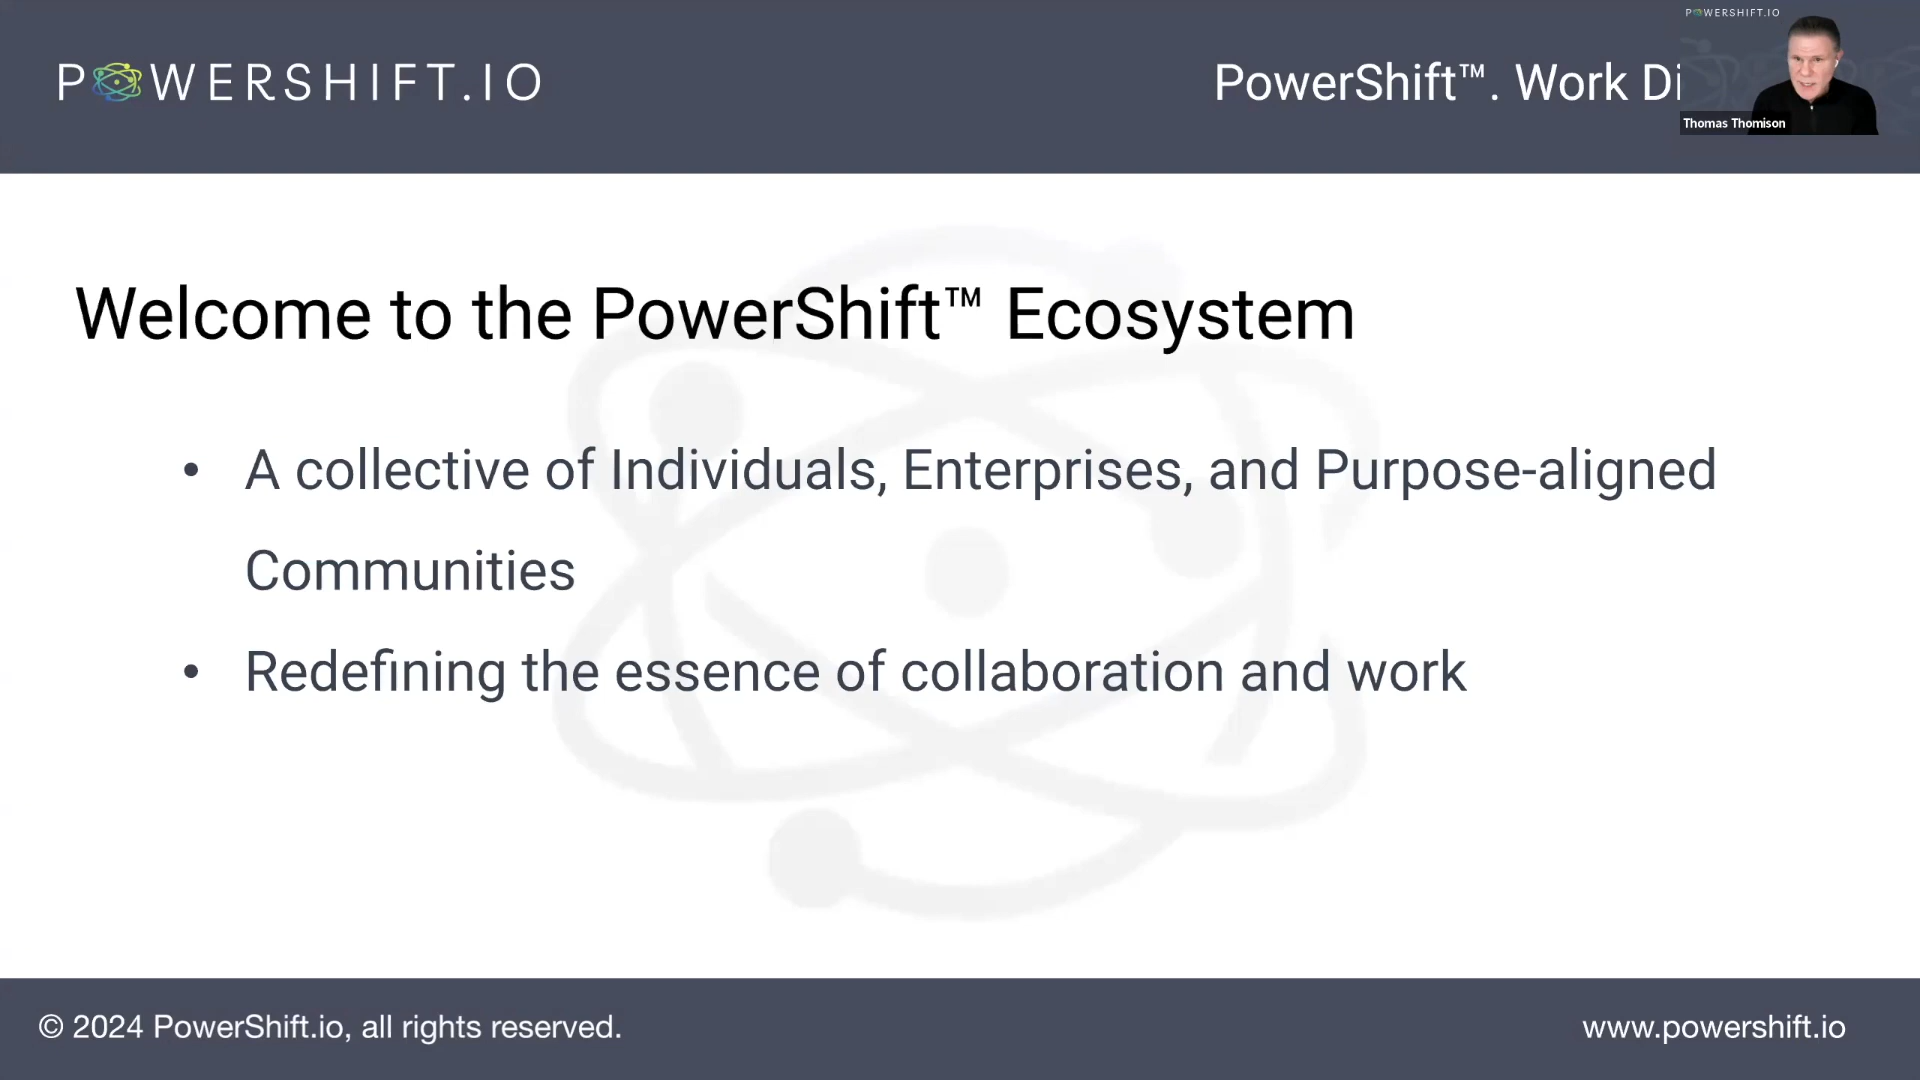 POWERSHIFT.IO
PowerShift™. Work Di
POWERSHIFT.IO
Thomas Thomison
Welcome to the PowerShift™ Ecosystem
• A collective of Individuals, Enterprises, and Purpose-aligned
Communities
• Redefining the essence of collaboration and work
© 2024 PowerShift.io, all rights reserved.
www.powershift.io